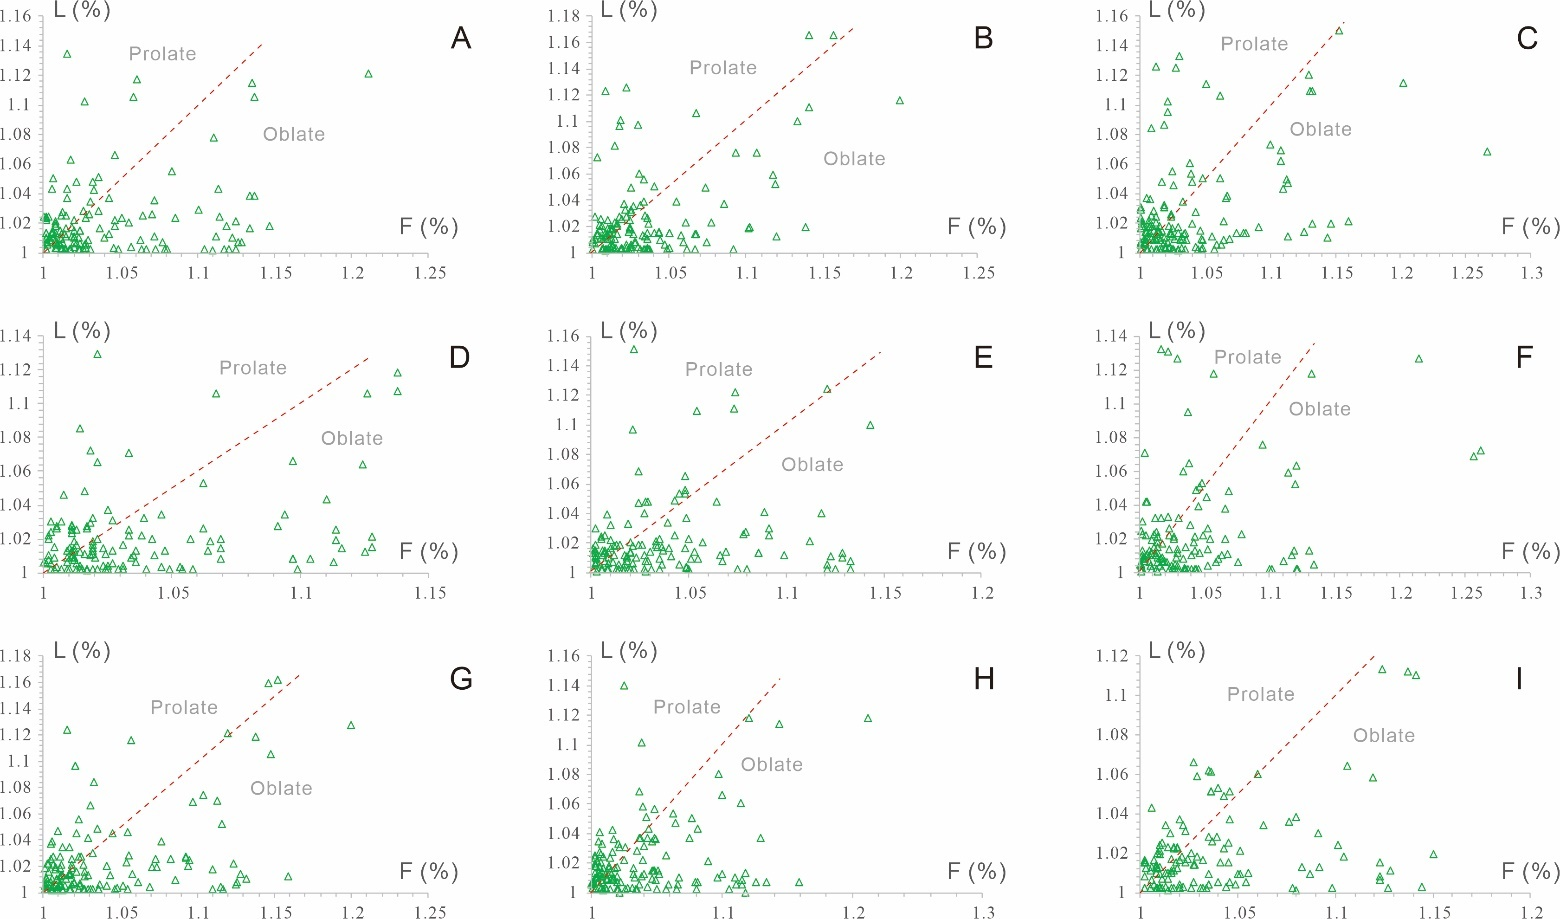 L (%)
A
1.16
1.14
1.12
1.1
1.08
1.06
1.04
1.02
1
Prolate
Oblate
F (%)
1 1.05 1.1 1.15 1.2 1.25
L (%)
B
1.18
1.16
1.14
1.12
1.1
1.08
1.06
1.04
1.02
1
Prolate
Oblate
F (%)
1 1.05 1.1 1.15 1.2 1.25
L (%)
C
1.16
1.14
1.12
1.1
1.08
1.06
1.04
1.02
1
Prolate
Oblate
F (%)
1 1.05 1.1 1.15 1.2 1.25 1.3
L (%)
D
1.14
1.12
1.1
1.08
1.06
1.04
1.02
1
Prolate
Oblate
F (%)
1 1.05 1.1 1.15
L (%)
E
1.16
1.14
1.12
1.1
1.08
1.06
1.04
1.02
1
Prolate
Oblate
F (%)
1 1.05 1.1 1.15 1.2
L (%)
F
1.14
1.12
1.1
1.08
1.06
1.04
1.02
1
Prolate
Oblate
F (%)
1 1.05 1.1 1.15 1.2 1.25 1.3
L (%)
G
1.18
1.16
1.14
1.12
1.1
1.08
1.06
1.04
1.02
1
Prolate
Oblate
F (%)
1 1.05 1.1 1.15 1.2 1.25
L (%)
H
1.16
1.14
1.12
1.1
1.08
1.06
1.04
1.02
1
Prolate
Oblate
F (%)
1 1.1 1.2 1.3
L (%)
I
1.12
1.1
1.08
1.06
1.04
1.02
1
Prolate
Oblate
F (%)
1 1.05 1.1 1.15 1.2